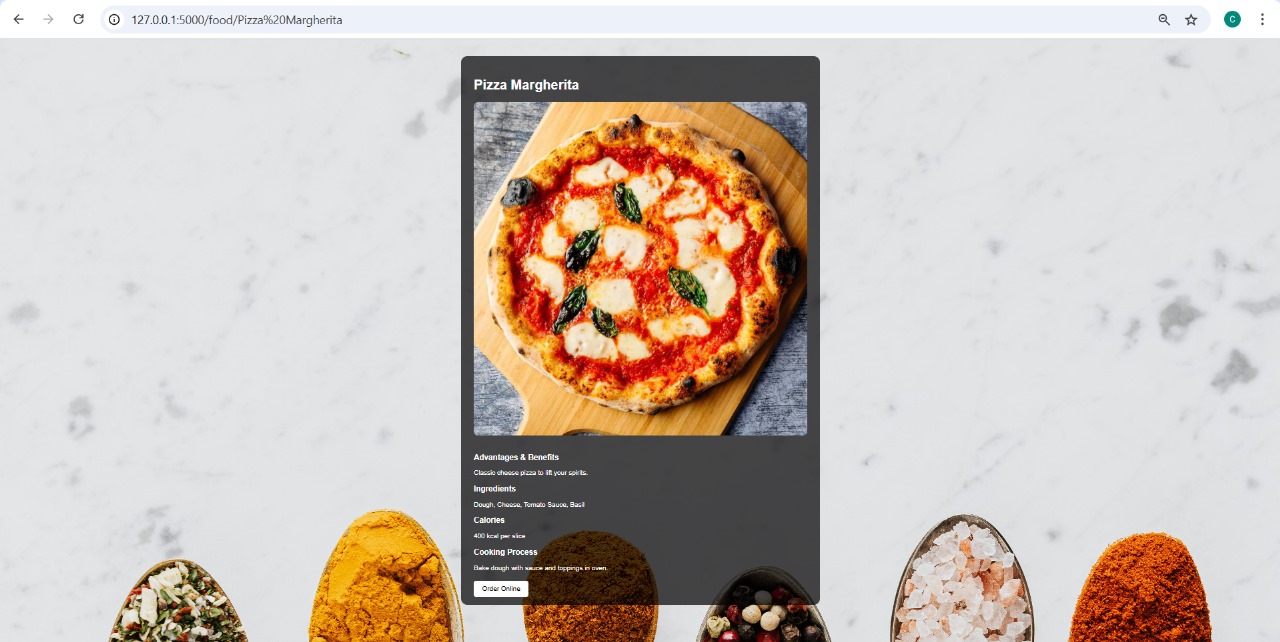 127.0.0.1:5000/food/Pizza%20Margherita
C
Pizza Margherita
Advantages & Benefits
Classic cheese pizza to lift your spirits.
Ingredients
Dough, Cheese, Tomato Sauce, Basil
Calories
400 kcal per slice
Cooking Process
Bake dough with sauce and toppings in oven.
Order Online